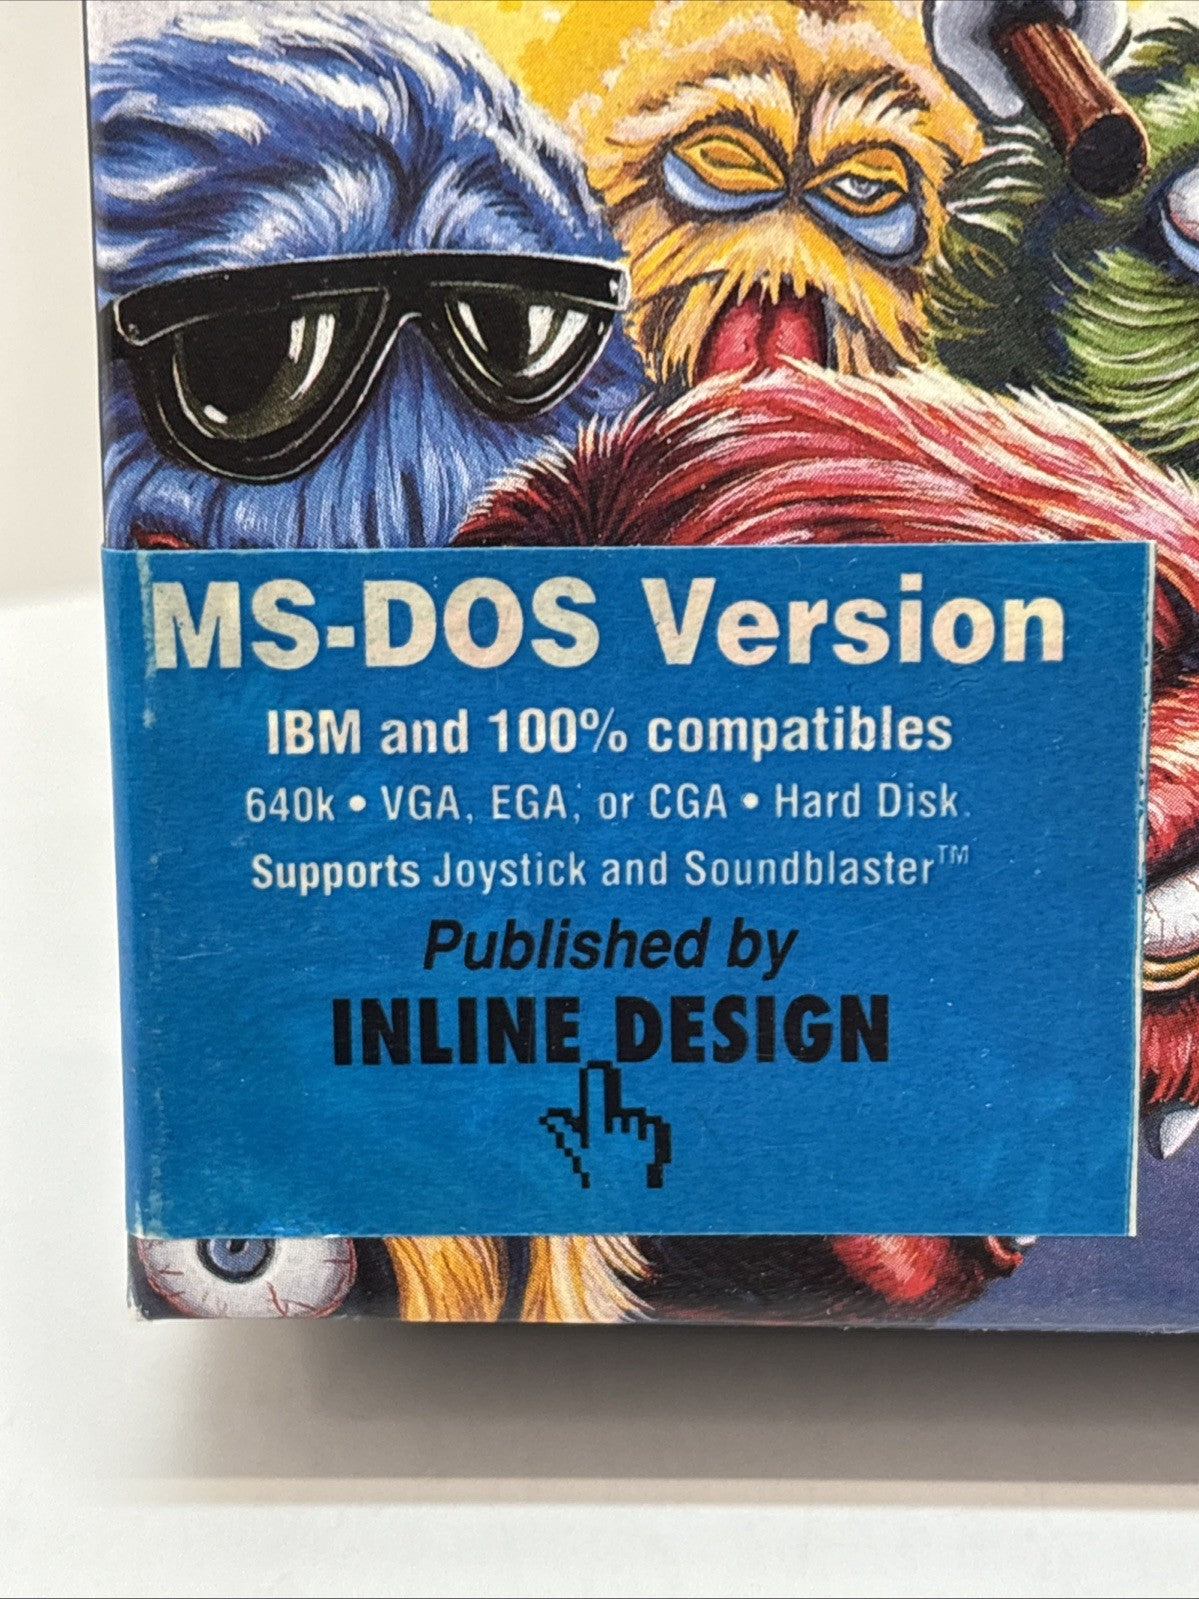 MS-DOS Version
IBM and 100% compatibles
640k • VGA, EGA, or CGA • Hard Disk.
Supports Joystick and Soundblaster™
Published by
INLINE DESIGN